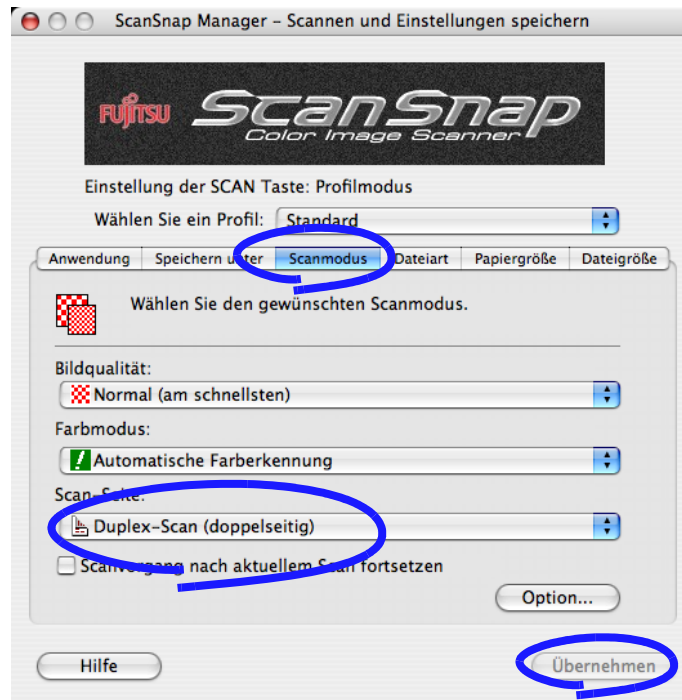 ScanSnap Manager – Scannen und Einstellungen speichern
FUJITSU ScanSnap
Color Image Scanner
Einstellung der SCAN Taste: Profilmodus
Wählen Sie ein Profil: Standard
Anwendung Speichern unter Scanmodus Dateiart Papiergröße Dateigröße
Wählen Sie den gewünschten Scanmodus.
Bildqualität:
Normal (am schnellsten)
Farbmodus:
Automatische Farberkennung
Scan-Seite:
Duplex-Scan (doppelseitig)
Scanvorgang nach aktuellem Scan fortsetzen
Option...
Hilfe Übernehmen